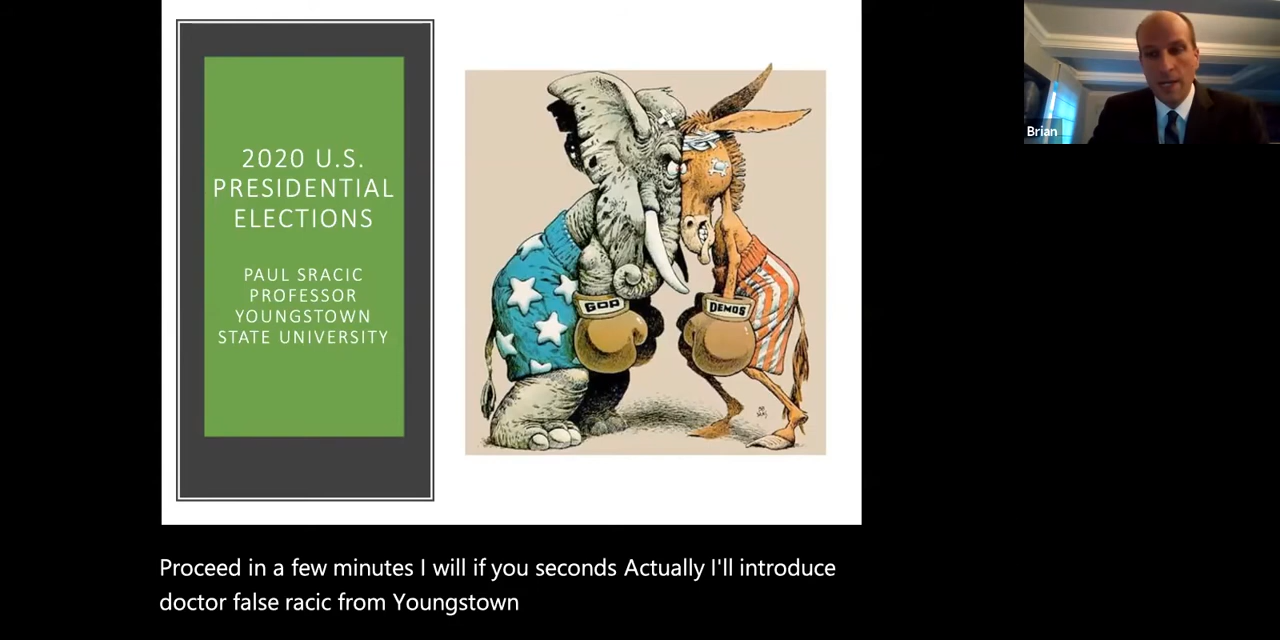 2020 U.S.
PRESIDENTIAL
ELECTIONS
PAUL SRACIC
PROFESSOR
YOUNGSTOWN
STATE UNIVERSITY
GOP
DEMOS
Brian
Proceed in a few minutes I will if you seconds Actually I'll introduce
doctor false racic from Youngstown